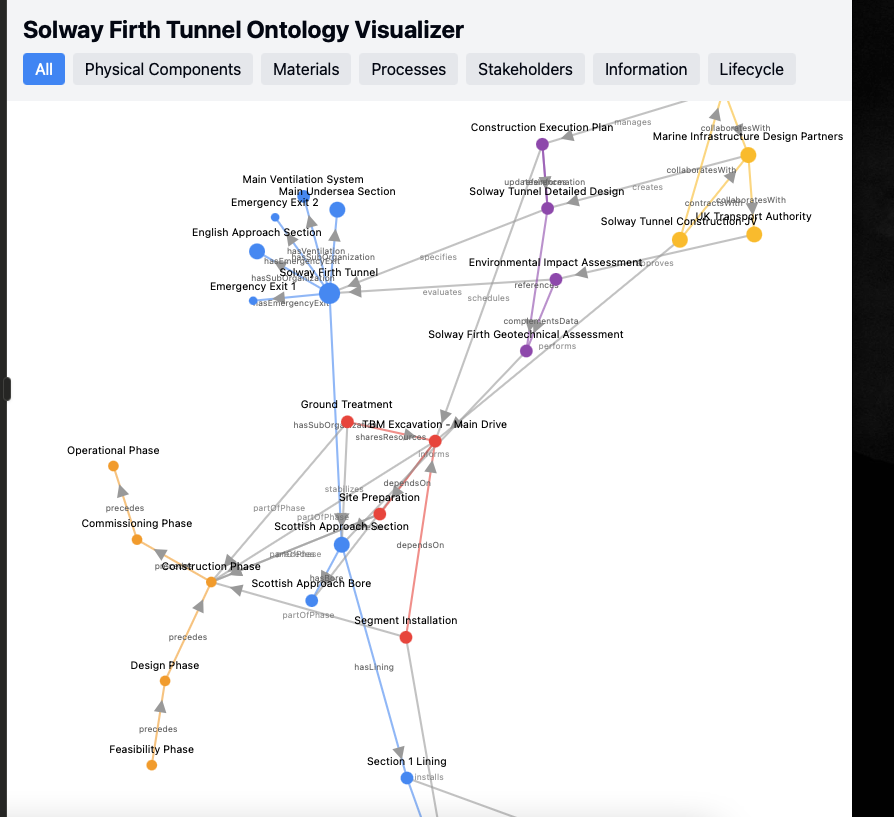 Solway Firth Tunnel Ontology Visualizer
All
Physical Components
Materials
Processes
Stakeholders
Information
Lifecycle
manages
Construction Execution Plan
collaboratesWith
Marine Infrastructure Design Partners
collaboratesWith
Main Ventilation System
Main Undersea Section
creates
Solway Tunnel Detailed Design
Emergency Exit 2
collaboratesWith
contractsWith
UK Transport Authority
Solway Tunnel Construction JV
English Approach Section
hasVentilation
hasSubOrganization
hasEmergencyExit
specifies
Environmental Impact Assessment
Solway Firth Tunnel
hasSubOrganization
Emergency Exit 1
references
evaluates
schedules
hasEmergencyExit
complementsData
Solway Firth Geotechnical Assessment
performs
Ground Treatment
TBM Excavation - Main Drive
sharesResources
Operational Phase
informs
dependsOn
stabilizes
Site Preparation
precedes
partOfPhase
partOfPhase
Commissioning Phase
Scottish Approach Section
dependsOn
Construction Phase
Scottish Approach Bore
partOfPhase
Segment Installation
precedes
Design Phase
hasLining
precedes
Feasibility Phase
Section 1 Lining
installs